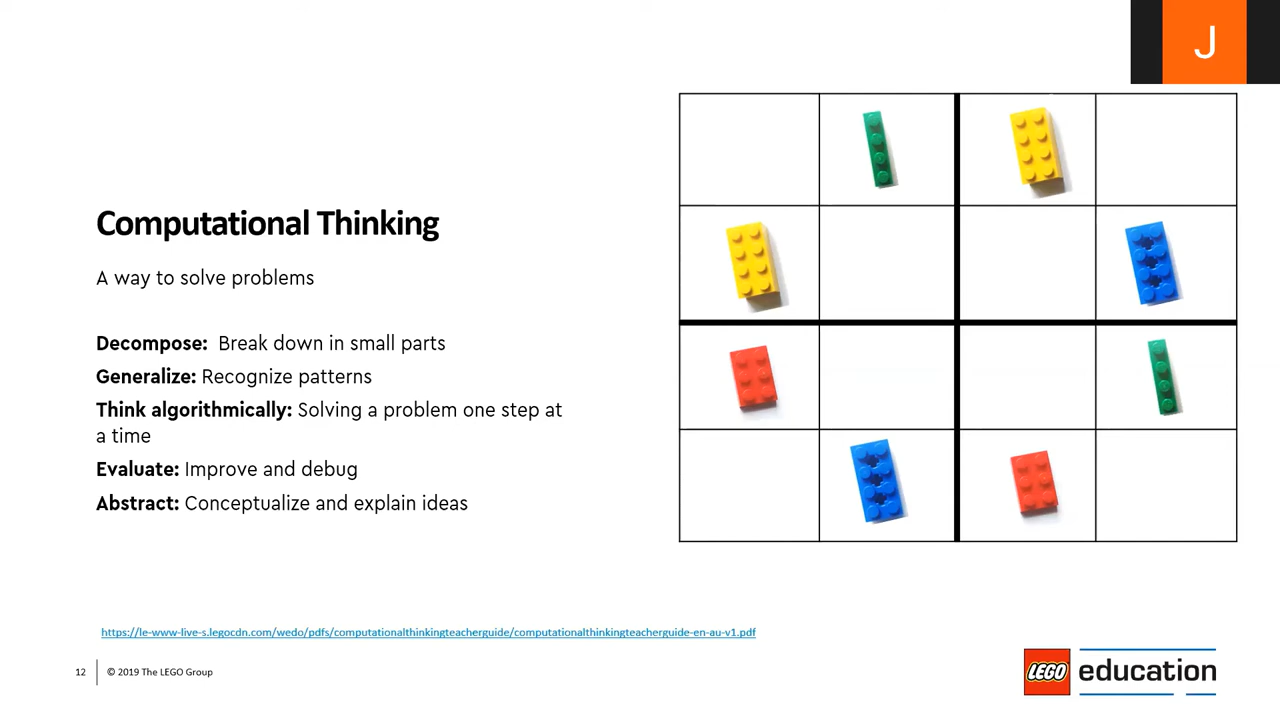 J
Computational Thinking
A way to solve problems
Decompose:  Break down in small parts
Generalize: Recognize patterns
Think algorithmically: Solving a problem one step at
a time
Evaluate: Improve and debug
Abstract: Conceptualize and explain ideas
https://le-www-live-s.legocdn.com/wedo/pdfs/computationalthinkingteacherguide/computationalthinkingteacherguide-en-au-v1.pdf
12 © 2019 The LEGO Group
LEGO education